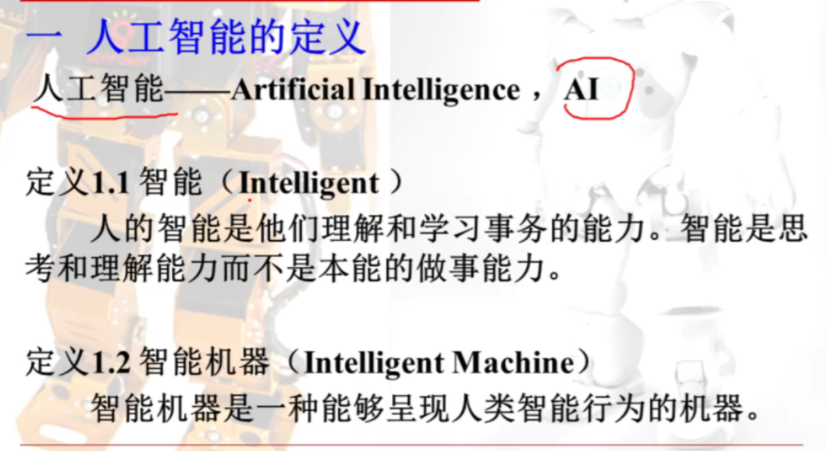 一 人工智能的定义
人工智能——Artificial Intelligence ，AI
定义1.1 智能（Intelligent ）
人的智能是他们理解和学习事务的能力。智能是思
考和理解能力而不是本能的做事能力。
定义1.2 智能机器（Intelligent Machine）
智能机器是一种能够呈现人类智能行为的机器。